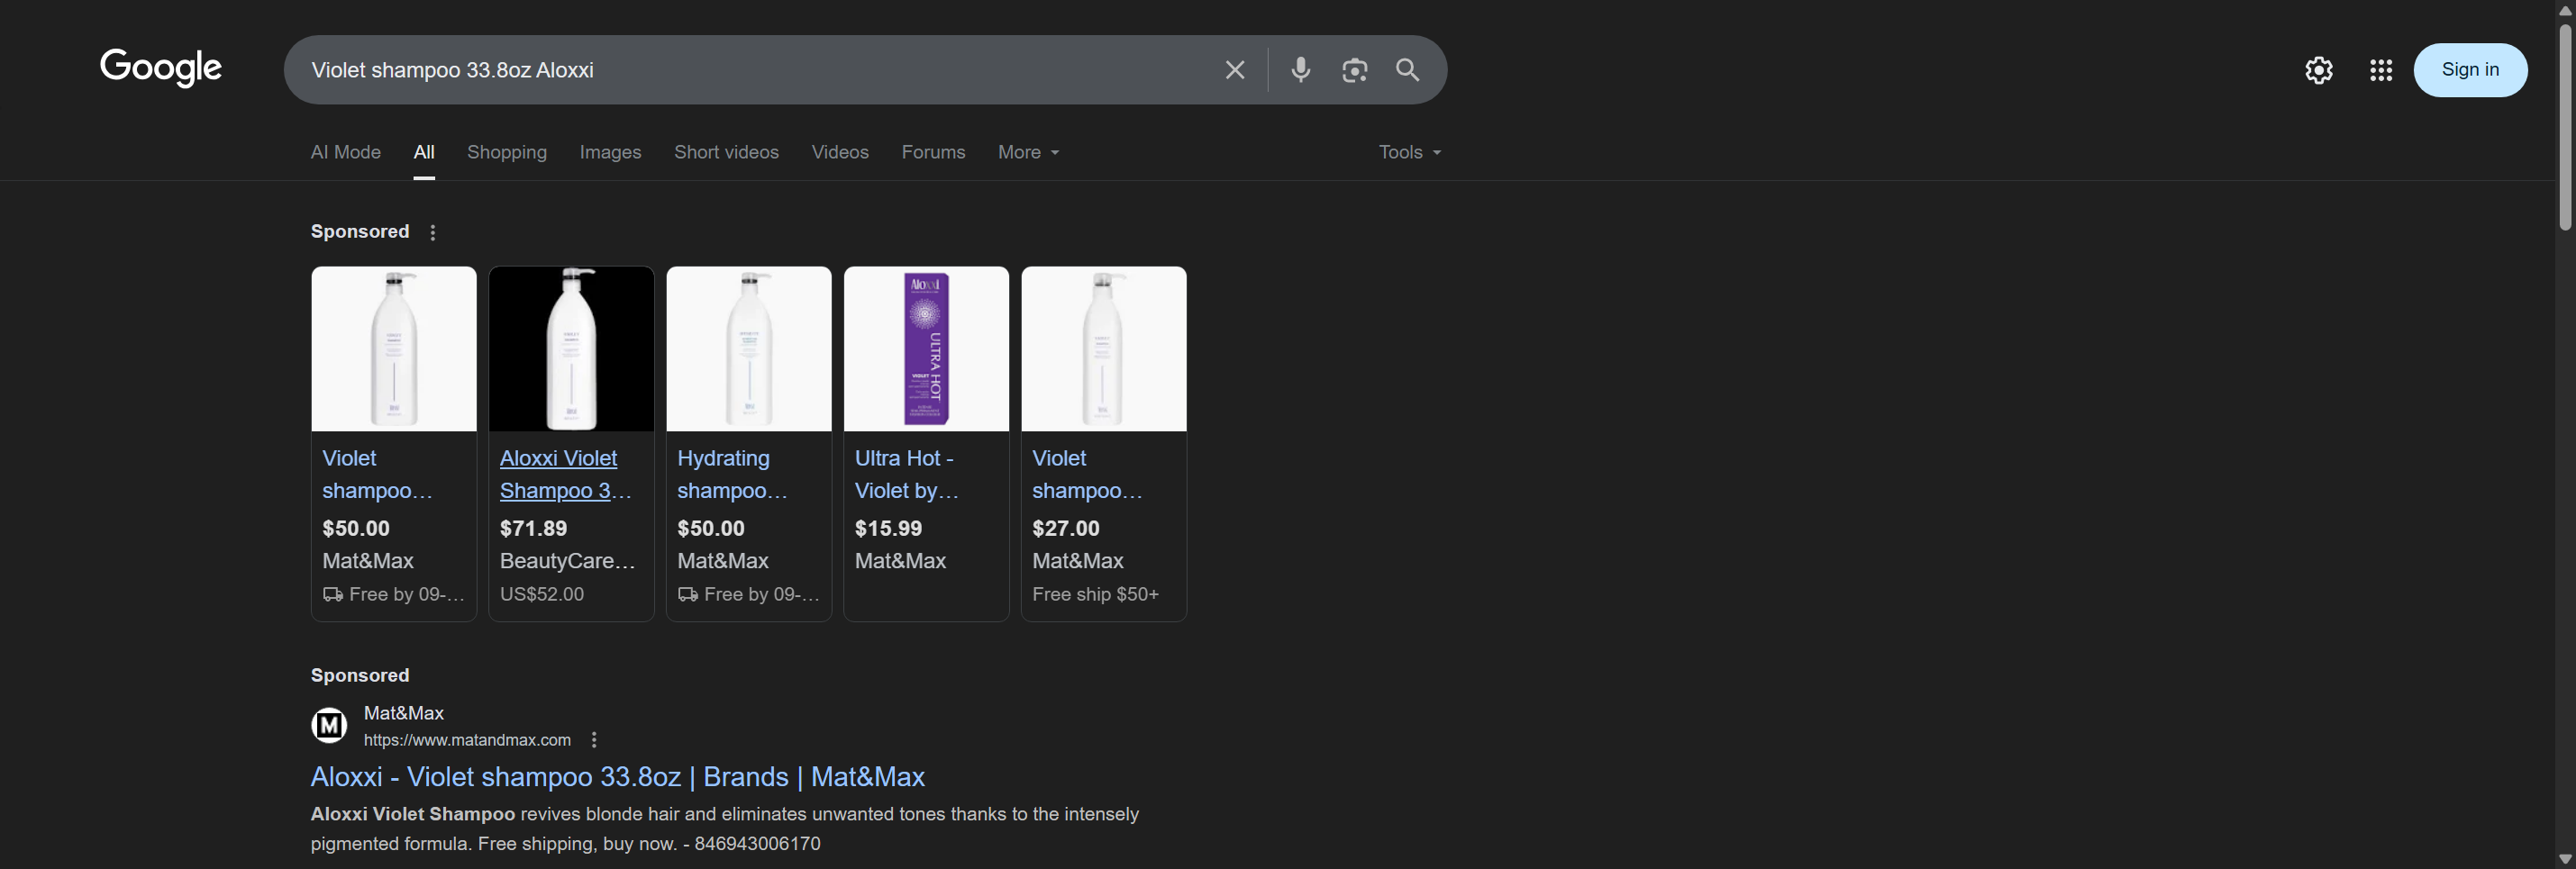 Google
Violet shampoo 33.8oz Aloxxi
Sign in
AI Mode
All
Shopping
Images
Short videos
Videos
Forums
More
Tools
Sponsored
Aloxxi
ULTRA HOT
VIOLET
Violet
shampoo...
$50.00
Mat&Max
Free by 09-...
Aloxxi Violet
Shampoo 3...
$71.89
BeautyCare...
US$52.00
Hydrating
shampoo...
$50.00
Mat&Max
Free by 09-...
Ultra Hot -
Violet by...
$15.99
Mat&Max
Violet
shampoo...
$27.00
Mat&Max
Free ship $50+
Sponsored
M
Mat&Max
https://www.matandmax.com
Aloxxi - Violet shampoo 33.8oz | Brands | Mat&Max
Aloxxi Violet Shampoo revives blonde hair and eliminates unwanted tones thanks to the intensely
pigmented formula. Free shipping, buy now. - 846943006170